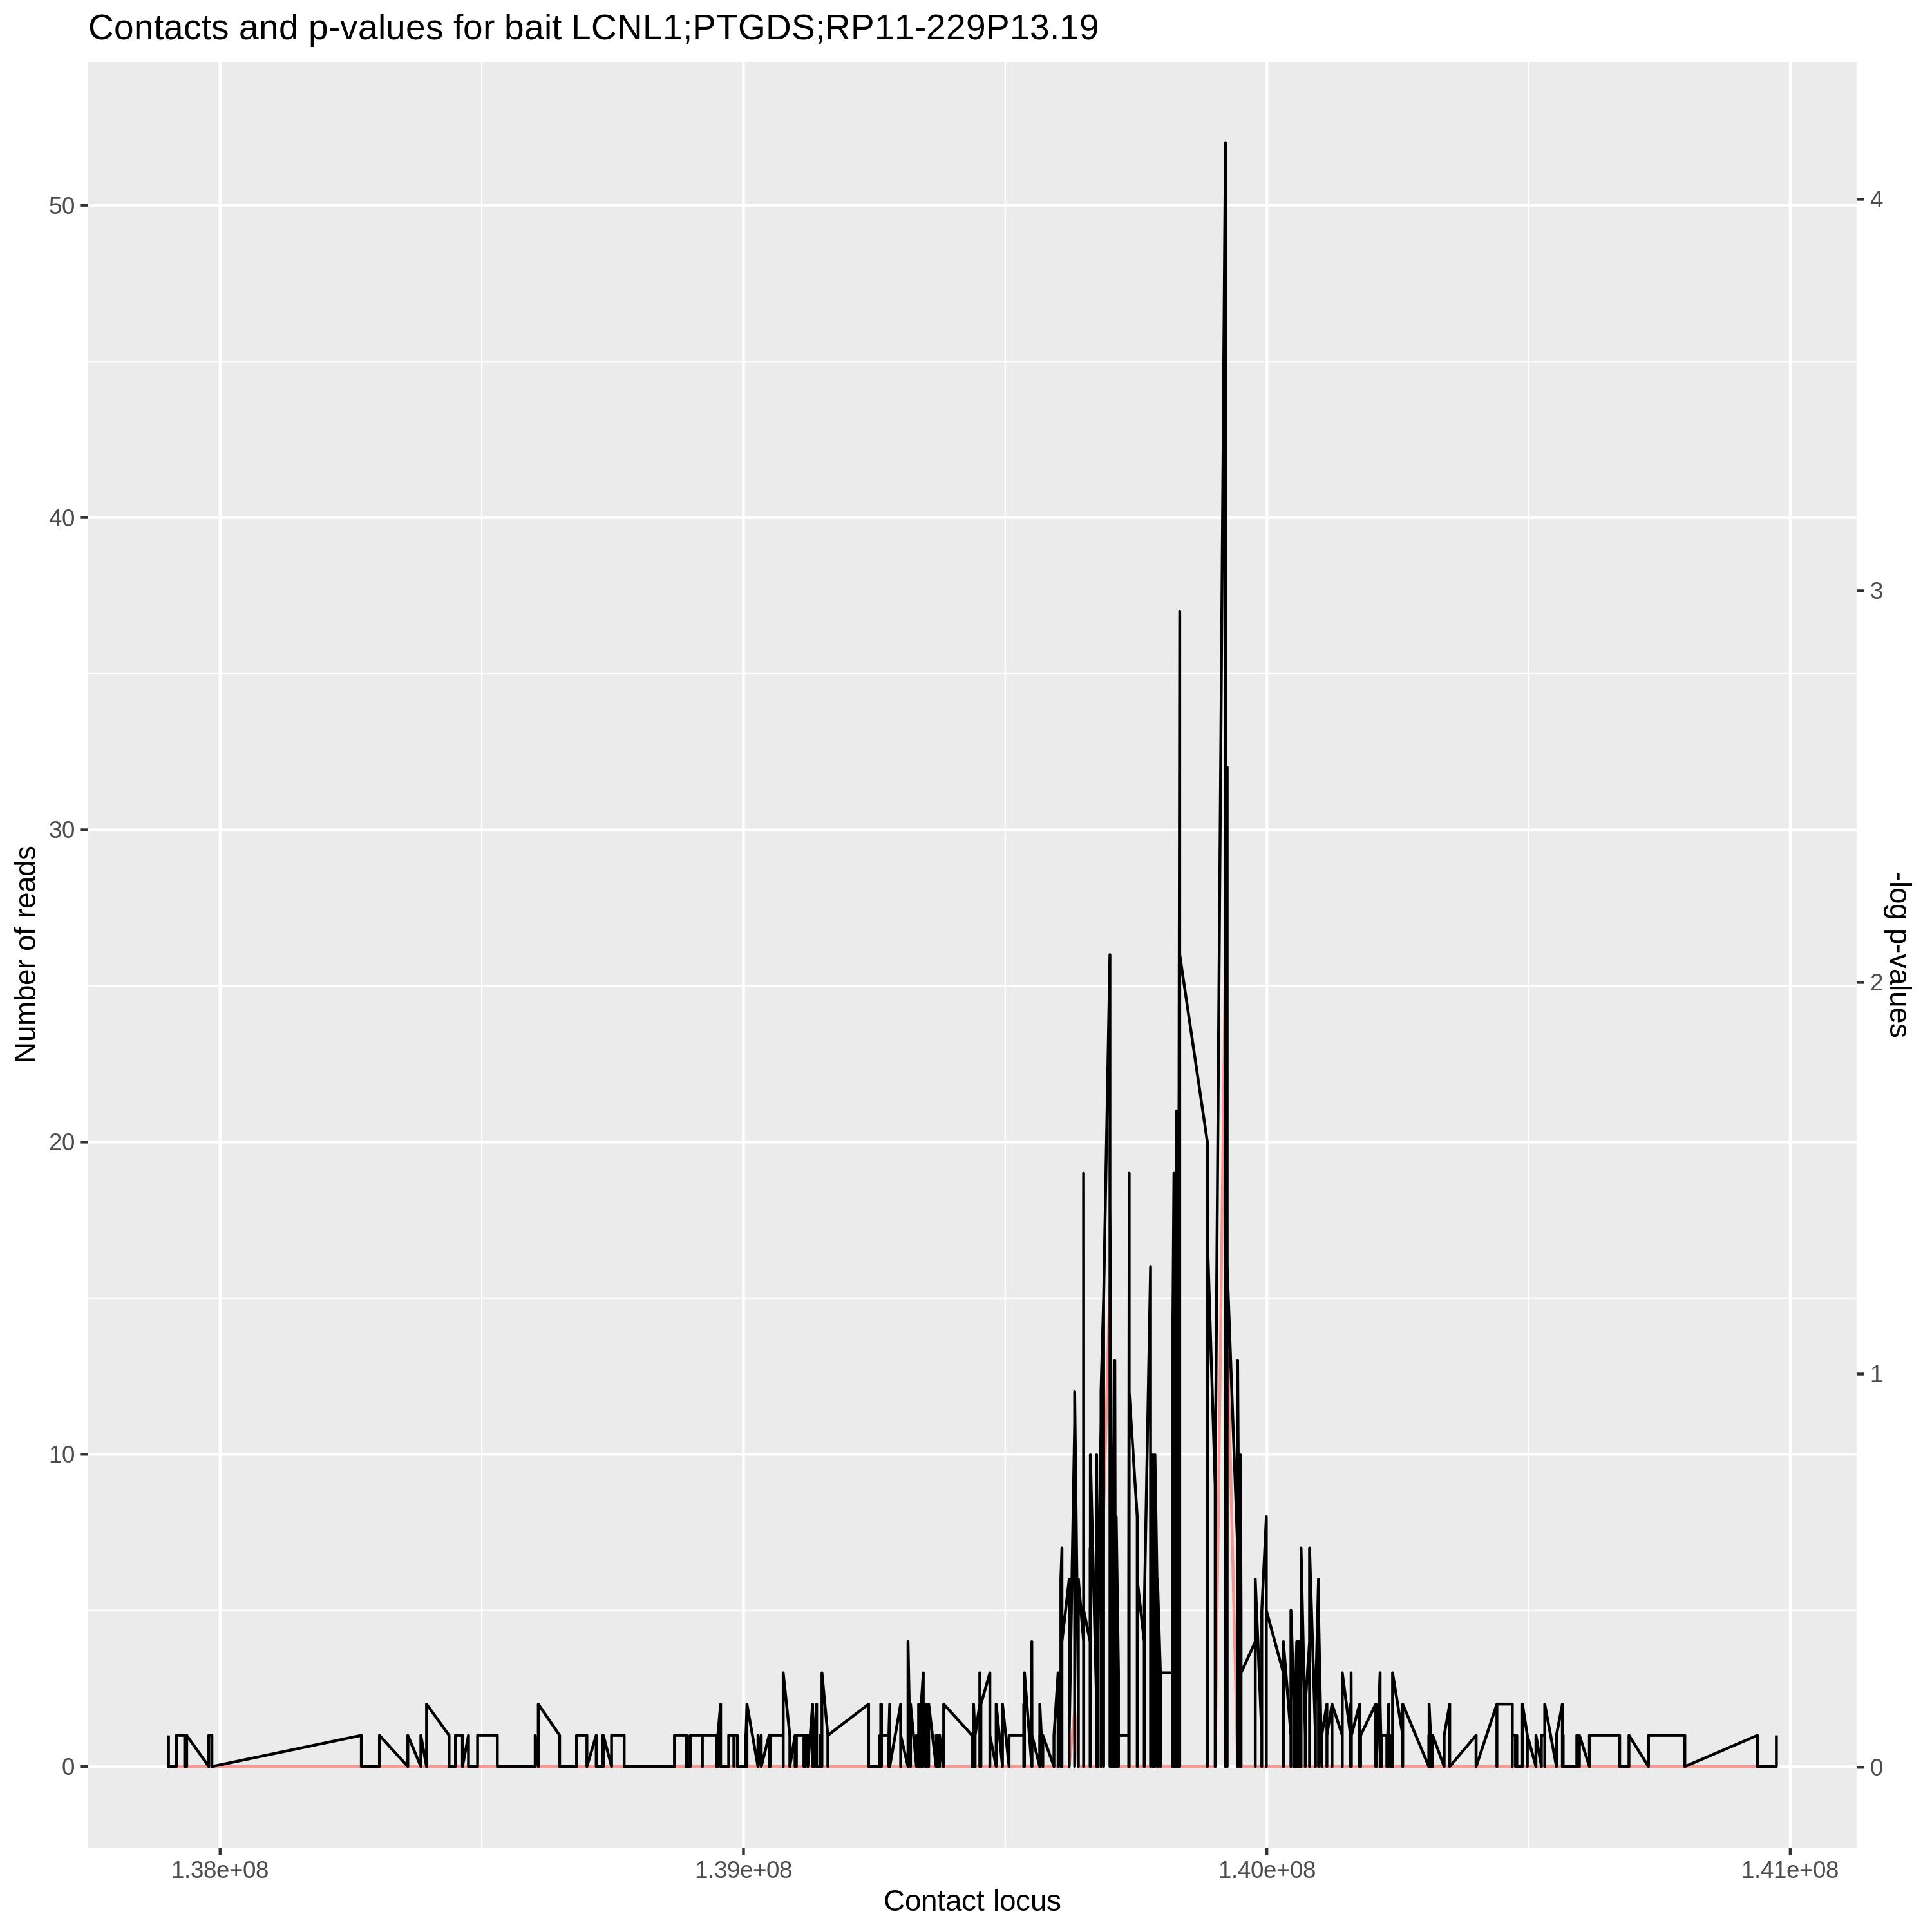 Contacts and p-values for bait LCNL1;PTGDS;RP11-229P13.19
50
40
30
20
10
0
Number of reads
4
3
2
1
0
-log p-values
1.38e+08
1.39e+08
1.40e+08
1.41e+08
Contact locus